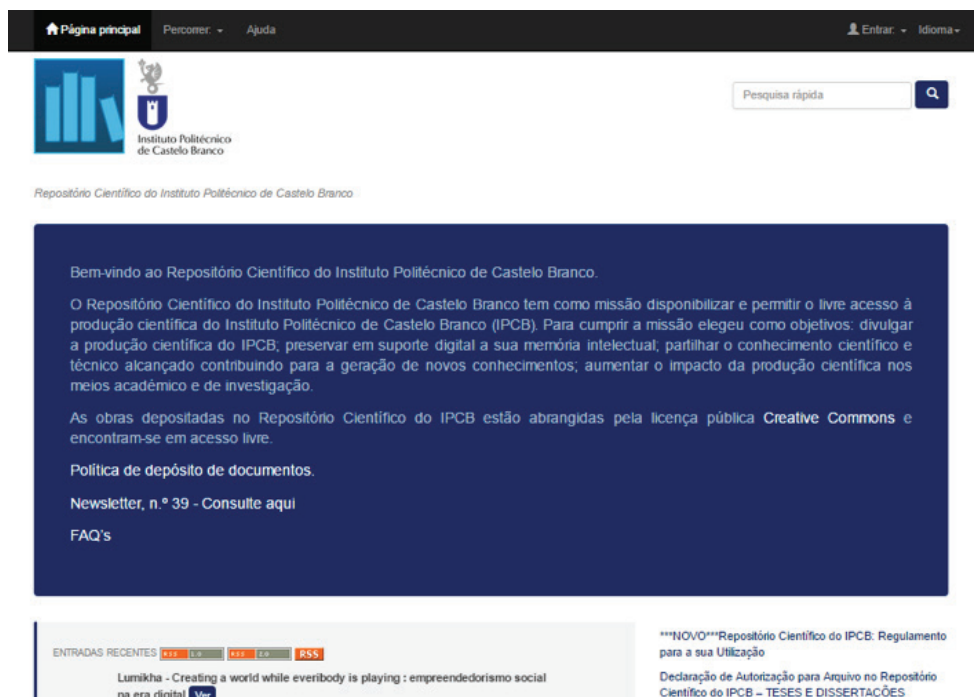 Página principal Percorrer: Ajuda Entrar: Idioma
Pesquisa rápida
Instituto Politécnico
de Castelo Branco
Repositório Científico do Instituto Politécnico de Castelo Branco
Bem-vindo ao Repositório Científico do Instituto Politécnico de Castelo Branco.
O Repositório Científico do Instituto Politécnico de Castelo Branco tem como missão disponibilizar e permitir o livre acesso à
produção científica do Instituto Politécnico de Castelo Branco (IPCB). Para cumprir a missão elegeu como objetivos: divulgar
a produção científica do IPCB; preservar em suporte digital a sua memória intelectual; partilhar o conhecimento científico e
técnico alcançado contribuindo para a geração de novos conhecimentos; aumentar o impacto da produção científica nos
meios académico e de investigação.
As obras depositadas no Repositório Científico do IPCB estão abrangidas pela licença pública Creative Commons e
encontram-se em acesso livre.
Política de depósito de documentos.
Newsletter, n.º 39 - Consulte aqui
FAQ's
ENTRADAS RECENTES RSS 1.0 RSS 2.0 RSS
Lumikha - Creating a world while everibody is playing : empreendedorismo social
na era digital Ver
***NOVO***Repositório Científico do IPCB: Regulamento
para a sua Utilização
Declaração de Autorização para Arquivo no Repositório
Científico do IPCB – TESES E DISSERTAÇÕES